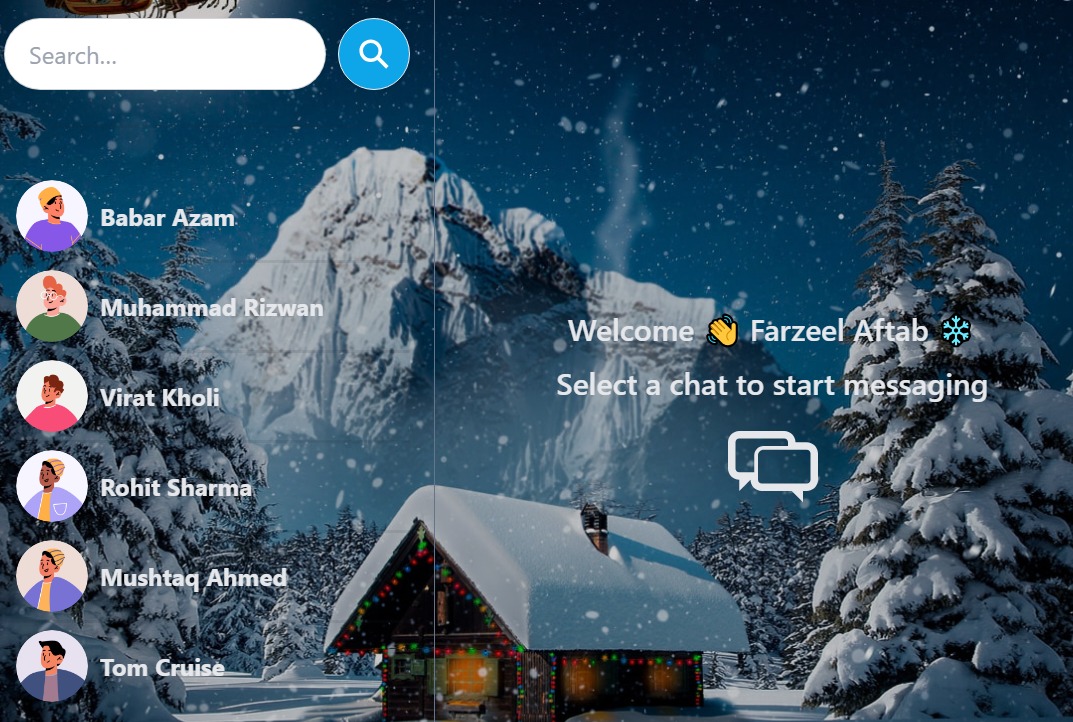 Search...
Babar Azam
Muhammad Rizwan
Virat Kholi
Rohit Sharma
Mushtaq Ahmed
Tom Cruise
Welcome 👋 Farzeel Aftab ❄
Select a chat to start messaging